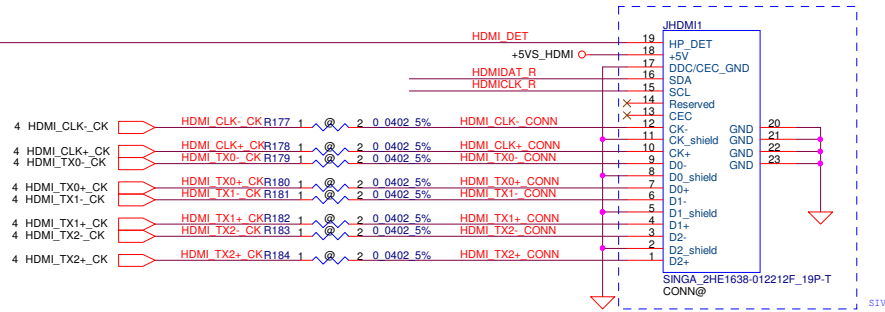 JHDMI1
HDMI_DET 19 HP_DET
+5VS_HDMI 18 +5V
17 DDC/CEC_GND
HDMIDAT_R 16 SDA
HDMICLK_R 15 SCL
14 Reserved
13 CEC
4 HDMI_CLK-_CK HDMI_CLK-_CK R177 1 @ 2 0_0402_5% HDMI_CLK-_CONN 12 CK- GND 20
11 CK_shield GND 21
4 HDMI_CLK+_CK HDMI_CLK+_CK R178 1 @ 2 0_0402_5% HDMI_CLK+_CONN 10 CK+ GND 22
4 HDMI_TX0-_CK HDMI_TX0-_CK R179 1 @ 2 0_0402_5% HDMI_TX0-_CONN 9 D0- GND 23
8 D0_shield
4 HDMI_TX0+_CK HDMI_TX0+_CK R180 1 @ 2 0_0402_5% HDMI_TX0+_CONN 7 D0+
4 HDMI_TX1-_CK HDMI_TX1-_CK R181 1 @ 2 0_0402_5% HDMI_TX1-_CONN 6 D1-
5 D1_shield
4 HDMI_TX1+_CK HDMI_TX1+_CK R182 1 @ 2 0_0402_5% HDMI_TX1+_CONN 4 D1+
4 HDMI_TX2-_CK HDMI_TX2-_CK R183 1 @ 2 0_0402_5% HDMI_TX2-_CONN 3 D2-
2 D2_shield
4 HDMI_TX2+_CK HDMI_TX2+_CK R184 1 @ 2 0_0402_5% HDMI_TX2+_CONN 1 D2+
SINGA_2HE1638-012212F_19P-T
CONN@
SIV